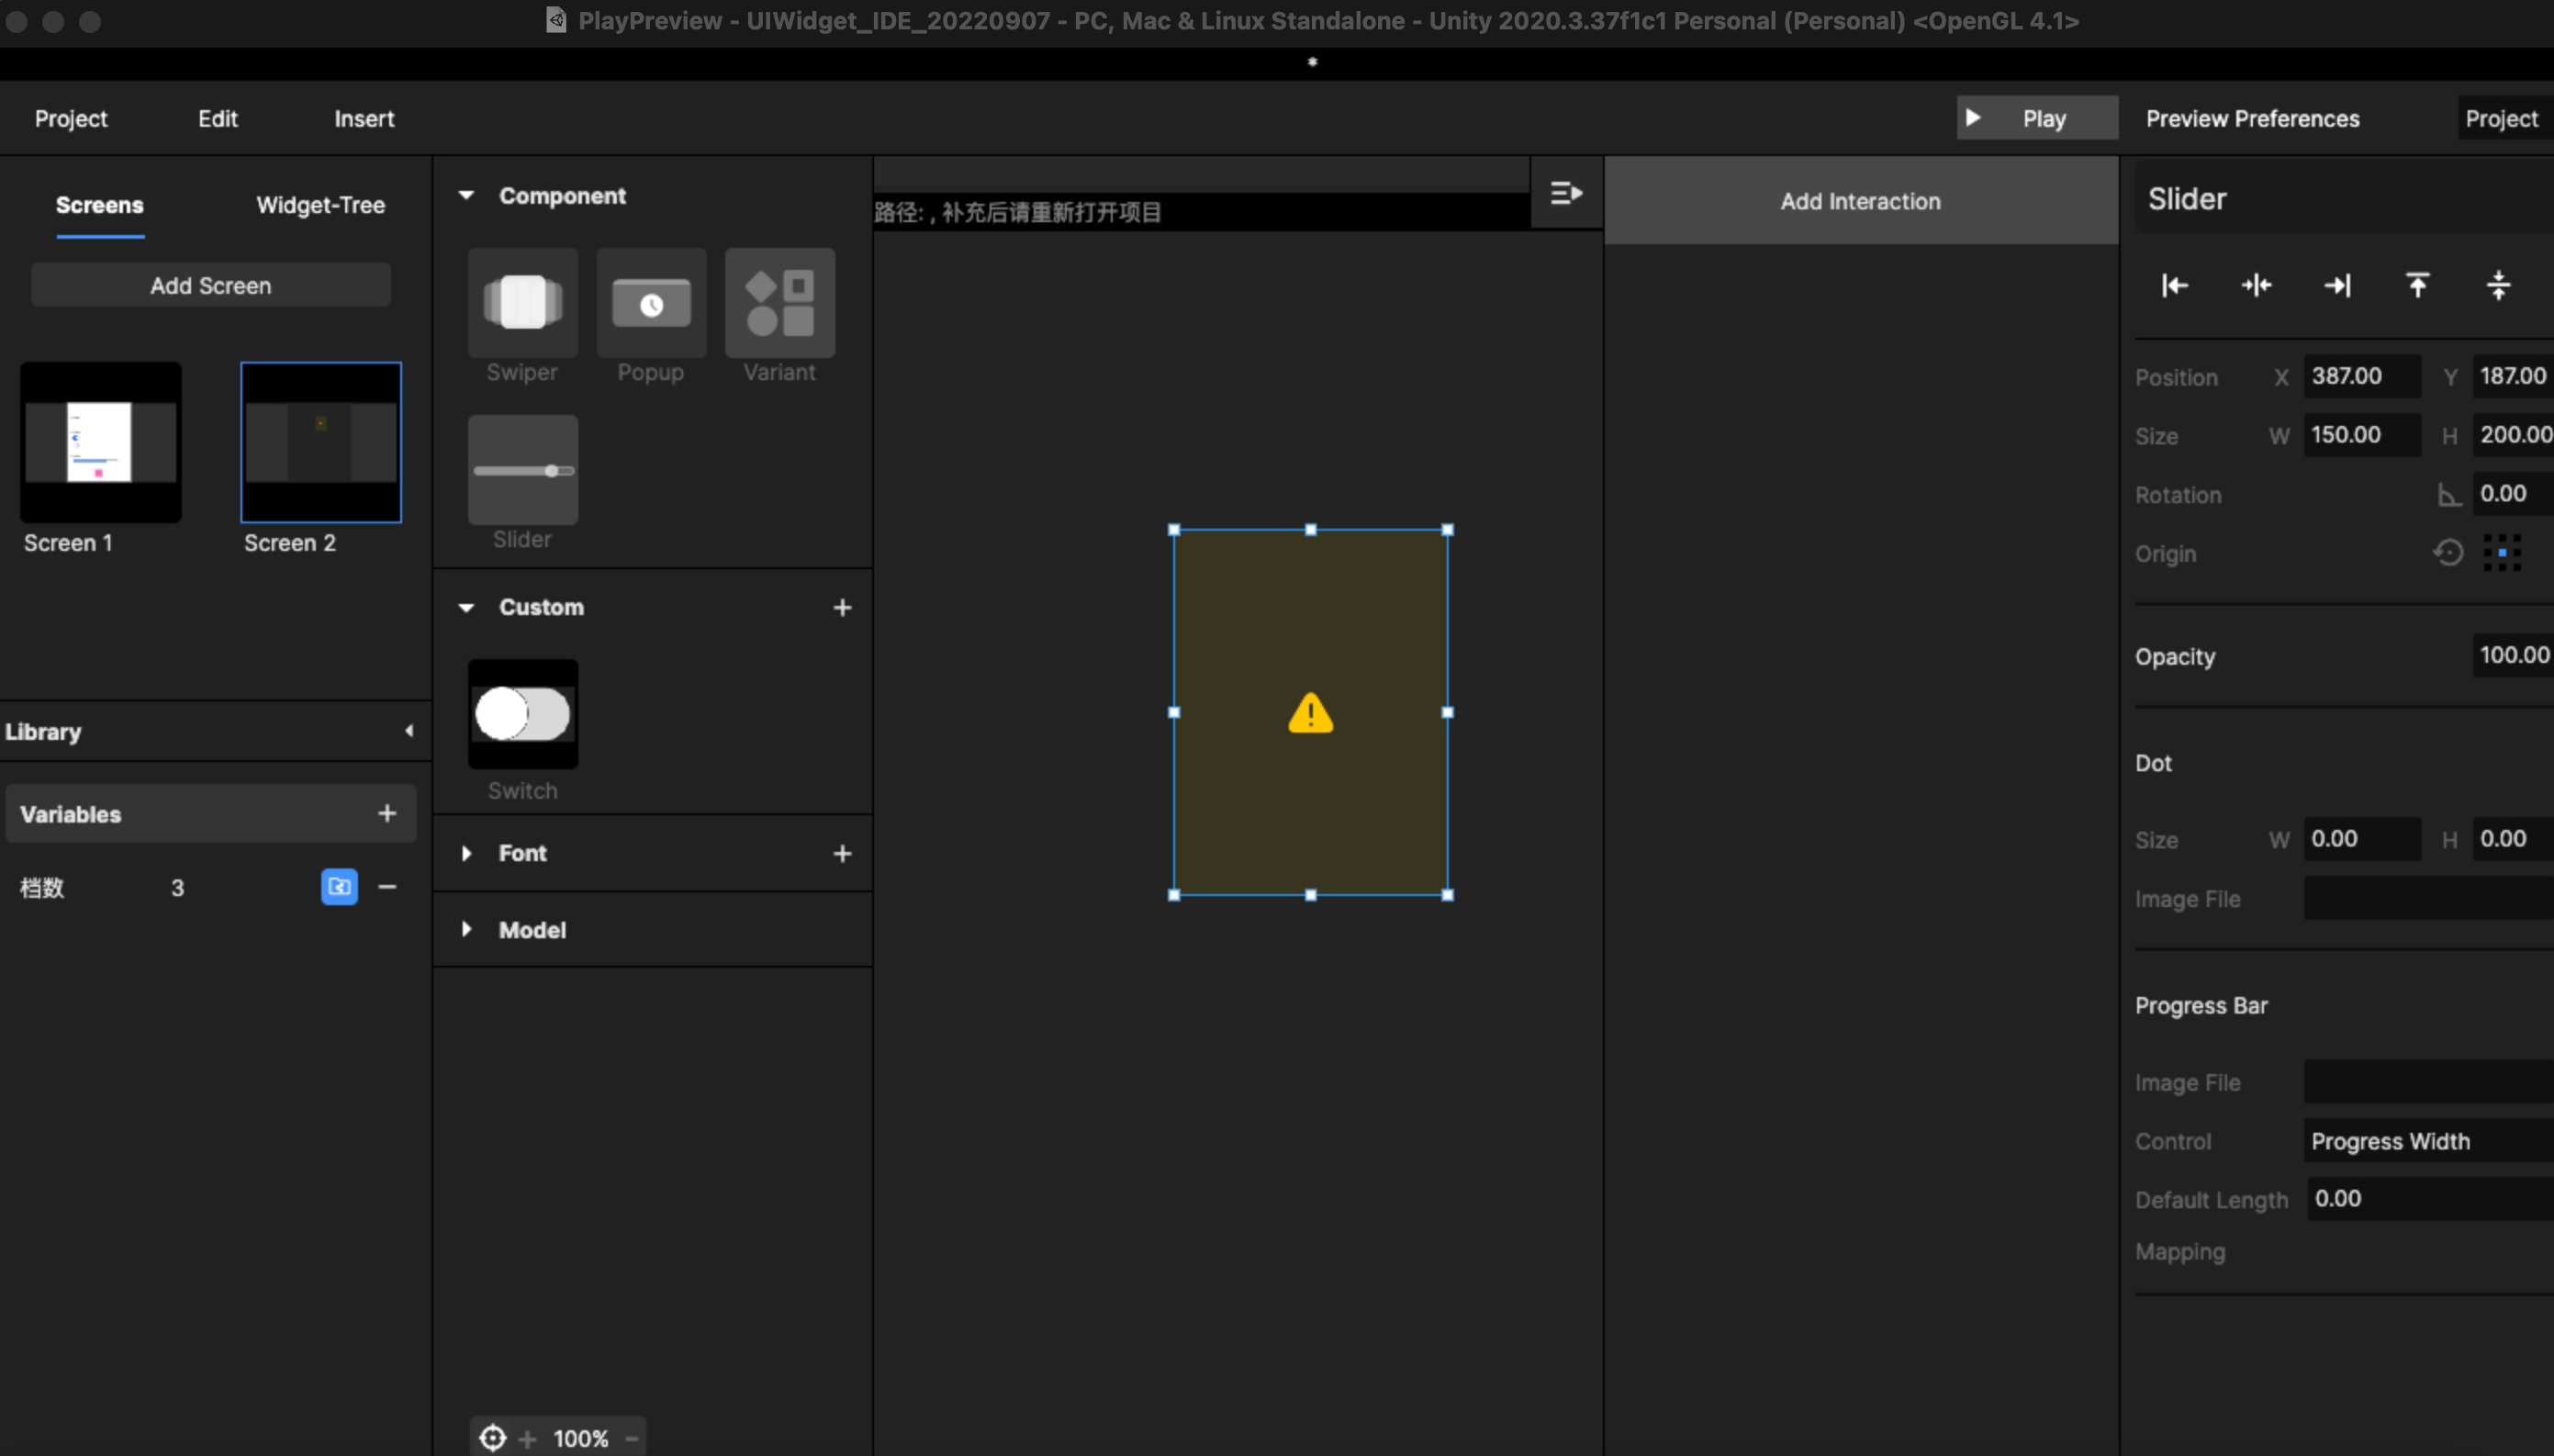 PlayPreview - UIWidget_IDE_20220907 - PC, Mac & Linux Standalone - Unity 2020.3.37f1c1 Personal (Personal) <OpenGL 4.1>
*
Project Edit Insert Play Preview Preferences Project
Screens Widget-Tree
Add Screen
Screen 1 Screen 2
Library
Variables +
档数 3
Component
Swiper Popup Variant
Slider
Custom +
Switch
Font +
Model
+ 100% -
路径: , 补充后请重新打开项目
Add Interaction
Slider
Position X 387.00 Y 187.00
Size W 150.00 H 200.00
Rotation 0.00
Origin
Opacity 100.00
Dot
Size W 0.00 H 0.00
Image File
Progress Bar
Image File
Control Progress Width
Default Length 0.00
Mapping